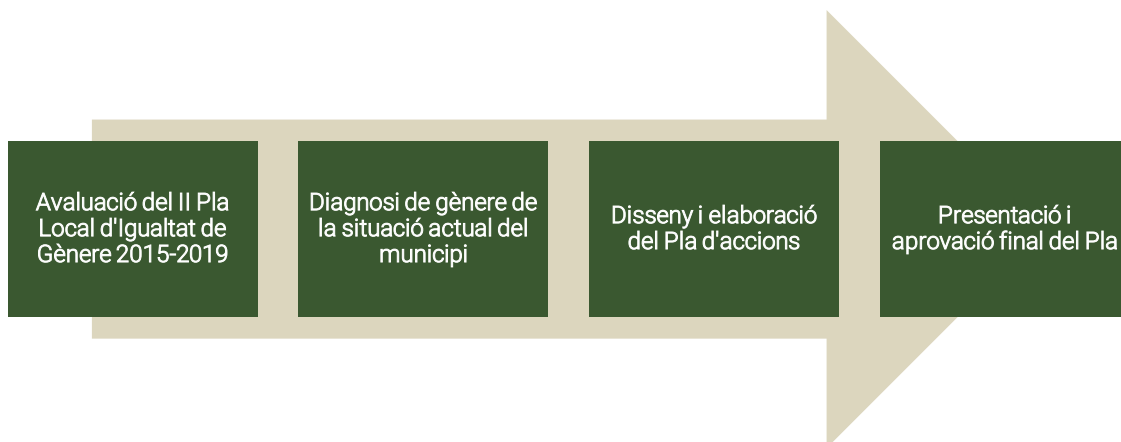 Avaluació del II Pla
Local d'Igualtat de
Gènere 2015-2019
Diagnosi de gènere de
la situació actual del
municipi
Disseny i elaboració
del Pla d'accions
Presentació i
aprovació final del Pla